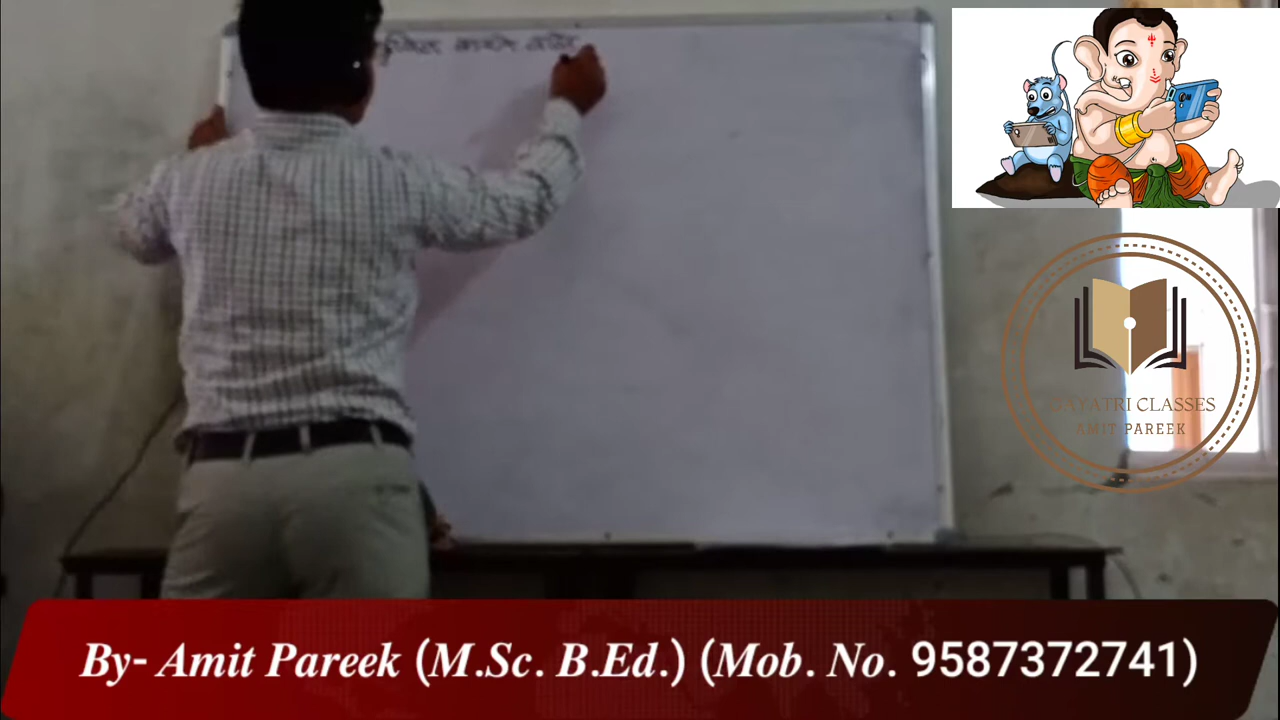 GAYATRI CLASSES
AMIT PAREEK
By- Amit Pareek (M.Sc. B.Ed.) (Mob. No. 9587372741)